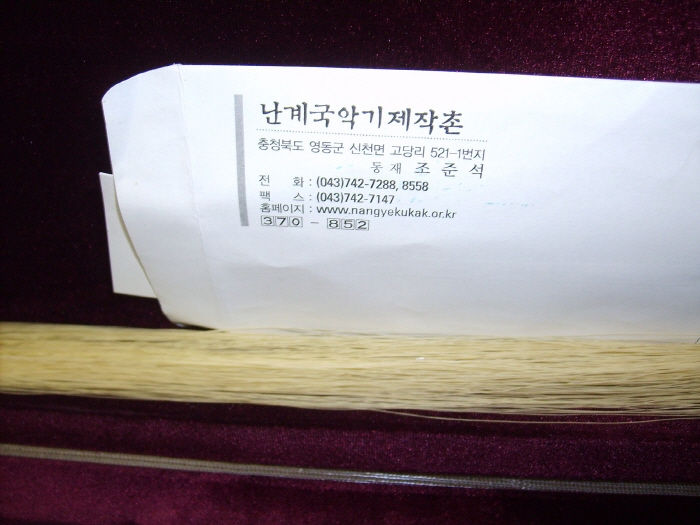 난계국악기제작촌
충청북도 영동군 신천면 고당리 521-1번지
동재 조준석
전 화 : (043)742-7288, 8558
팩 스 : (043)742-7147
홈페이지 : www.nangyekukak.or.kr
370 - 852